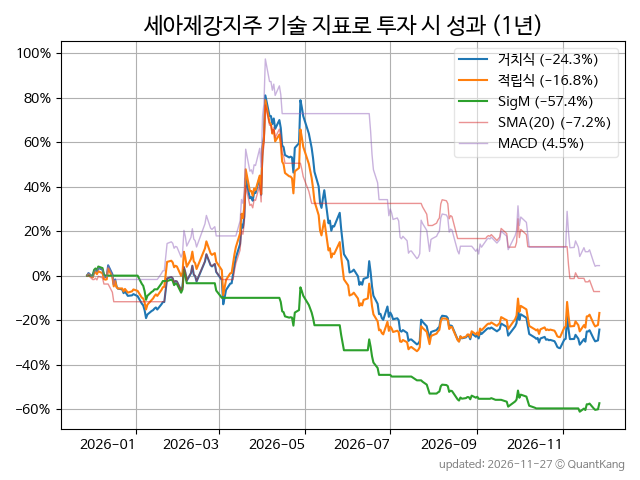 세아제강지주 기술 지표로 투자 시 성과 (1년)
거치식 (−24.3%)
적립식 (−16.8%)
SigM (−57.4%)
SMA(20) (−7.2%)
MACD (4.5%)
100%
80%
60%
40%
20%
0%
−20%
−40%
−60%
2026-01 2026-03 2026-05 2026-07 2026-09 2026-11
updated: 2026-11-27 © QuantKang